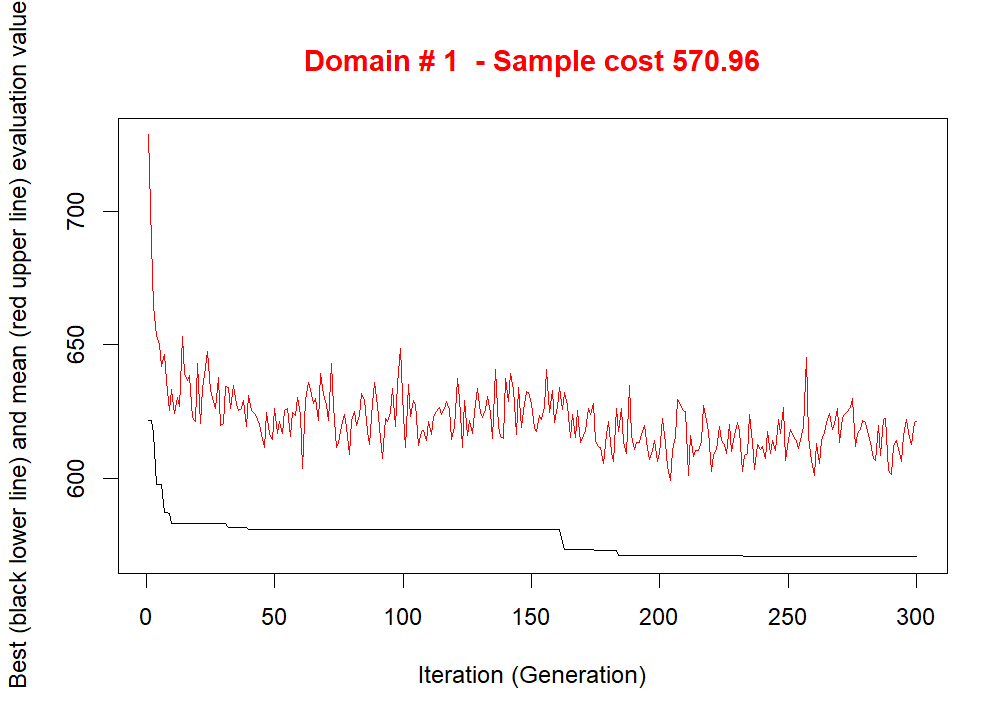 Domain # 1  - Sample cost 570.96
Best (black lower line) and mean (red upper line) evaluation value
700
650
600
0 50 100 150 200 250 300
Iteration (Generation)